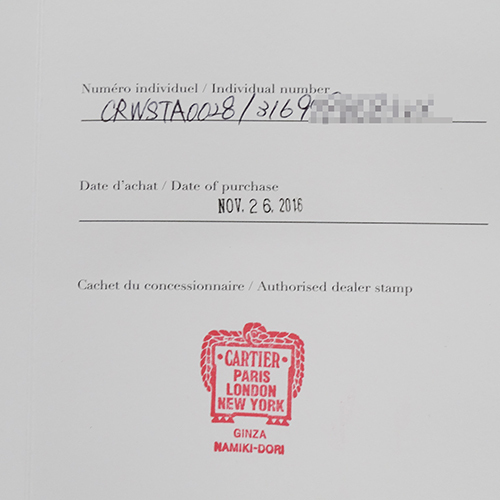 Numéro individuel / Individual number
CRWSTA0028/3169
Date d'achat / Date of purchase
NOV. 26, 2016
Cachet du concessionnaire / Authorised dealer stamp
CARTIER
PARIS
LONDON
NEW YORK
GINZA
NAMIKI-DORI